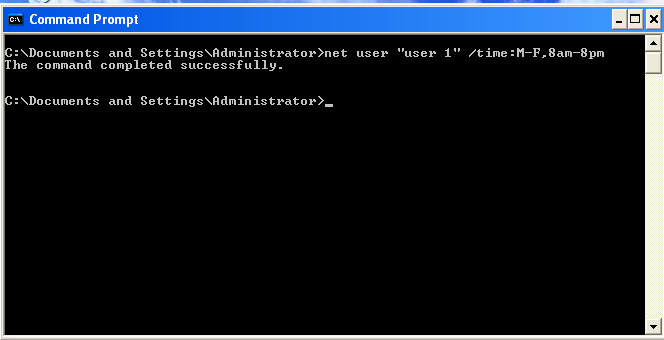 Command Prompt
C:\Documents and Settings\Administrator>net user "user 1" /time:M-F,8am-8pm
The command completed successfully.
C:\Documents and Settings\Administrator>_